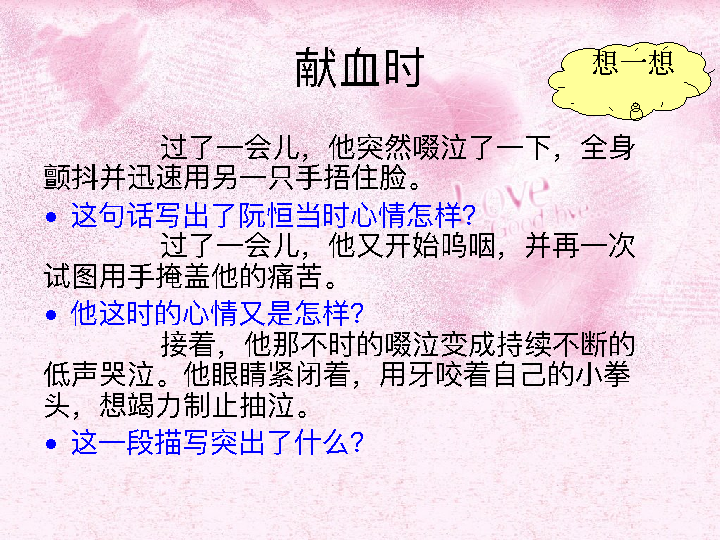 献血时
想一想
过了一会儿，他突然啜泣了一下，全身
颤抖并迅速用另一只手捂住脸。
• 这句话写出了阮恒当时心情怎样?
过了一会儿，他又开始呜咽，并再一次
试图用手掩盖他的痛苦。
• 他这时的心情又是怎样?
接着，他那不时的啜泣变成持续不断的
低声哭泣。他眼睛紧闭着，用牙咬着自己的小拳
头，想竭力制止抽泣。
• 这一段描写突出了什么?
Love